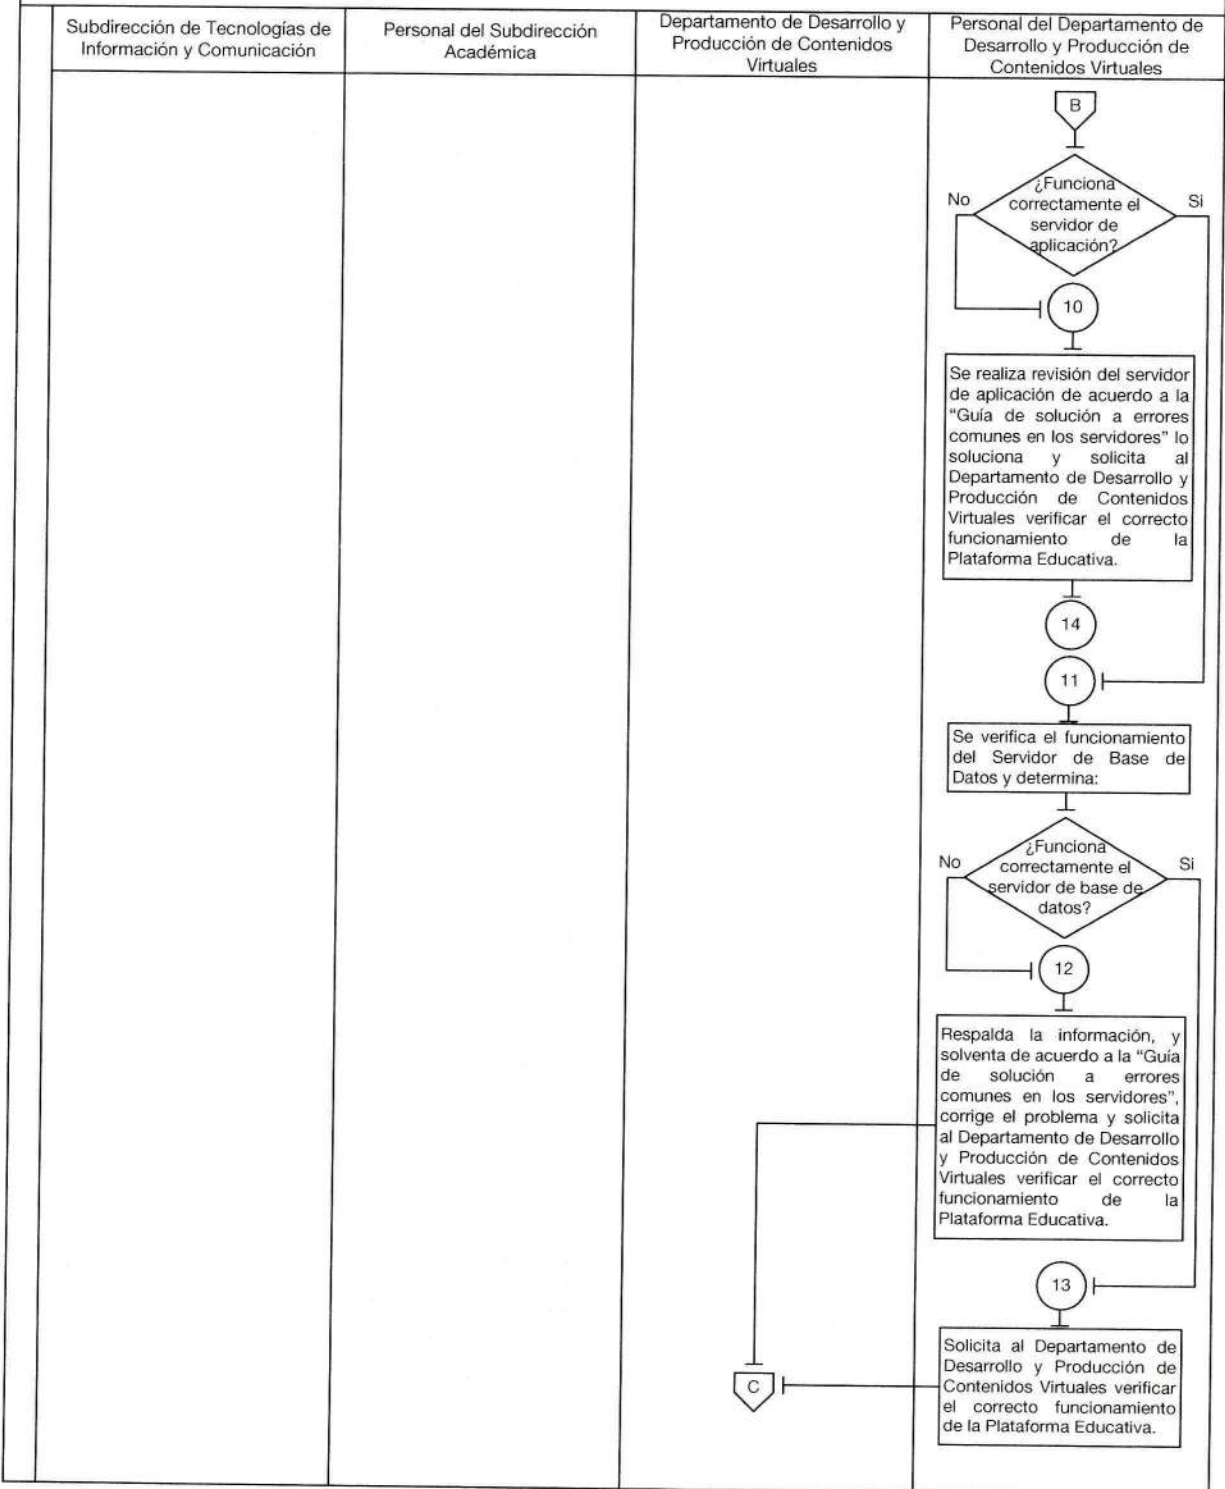 Subdirección de Tecnologías de
Información y Comunicación
Personal del Subdirección
Académica
Departamento de Desarrollo y
Producción de Contenidos
Virtuales
Personal del Departamento de
Desarrollo y Producción de
Contenidos Virtuales
B
¿Funciona
correctamente el
servidor de
aplicación?
No
Si
10
Se realiza revisión del servidor
de aplicación de acuerdo a la
“Guía de solución a errores
comunes en los servidores” lo
soluciona y solicita al
Departamento de Desarrollo y
Producción de Contenidos
Virtuales verificar el correcto
funcionamiento de la
Plataforma Educativa.
14
11
Se verifica el funcionamiento
del Servidor de Base de
Datos y determina:
¿Funciona
correctamente el
servidor de base de
datos?
No
Si
12
Respalda la información, y
solventa de acuerdo a la “Guía
de solución a errores
comunes en los servidores”,
corrige el problema y solicita
al Departamento de Desarrollo
y Producción de Contenidos
Virtuales verificar el correcto
funcionamiento de la
Plataforma Educativa.
13
Solicita al Departamento de
Desarrollo y Producción de
Contenidos Virtuales verificar
el correcto funcionamiento
de la Plataforma Educativa.
C